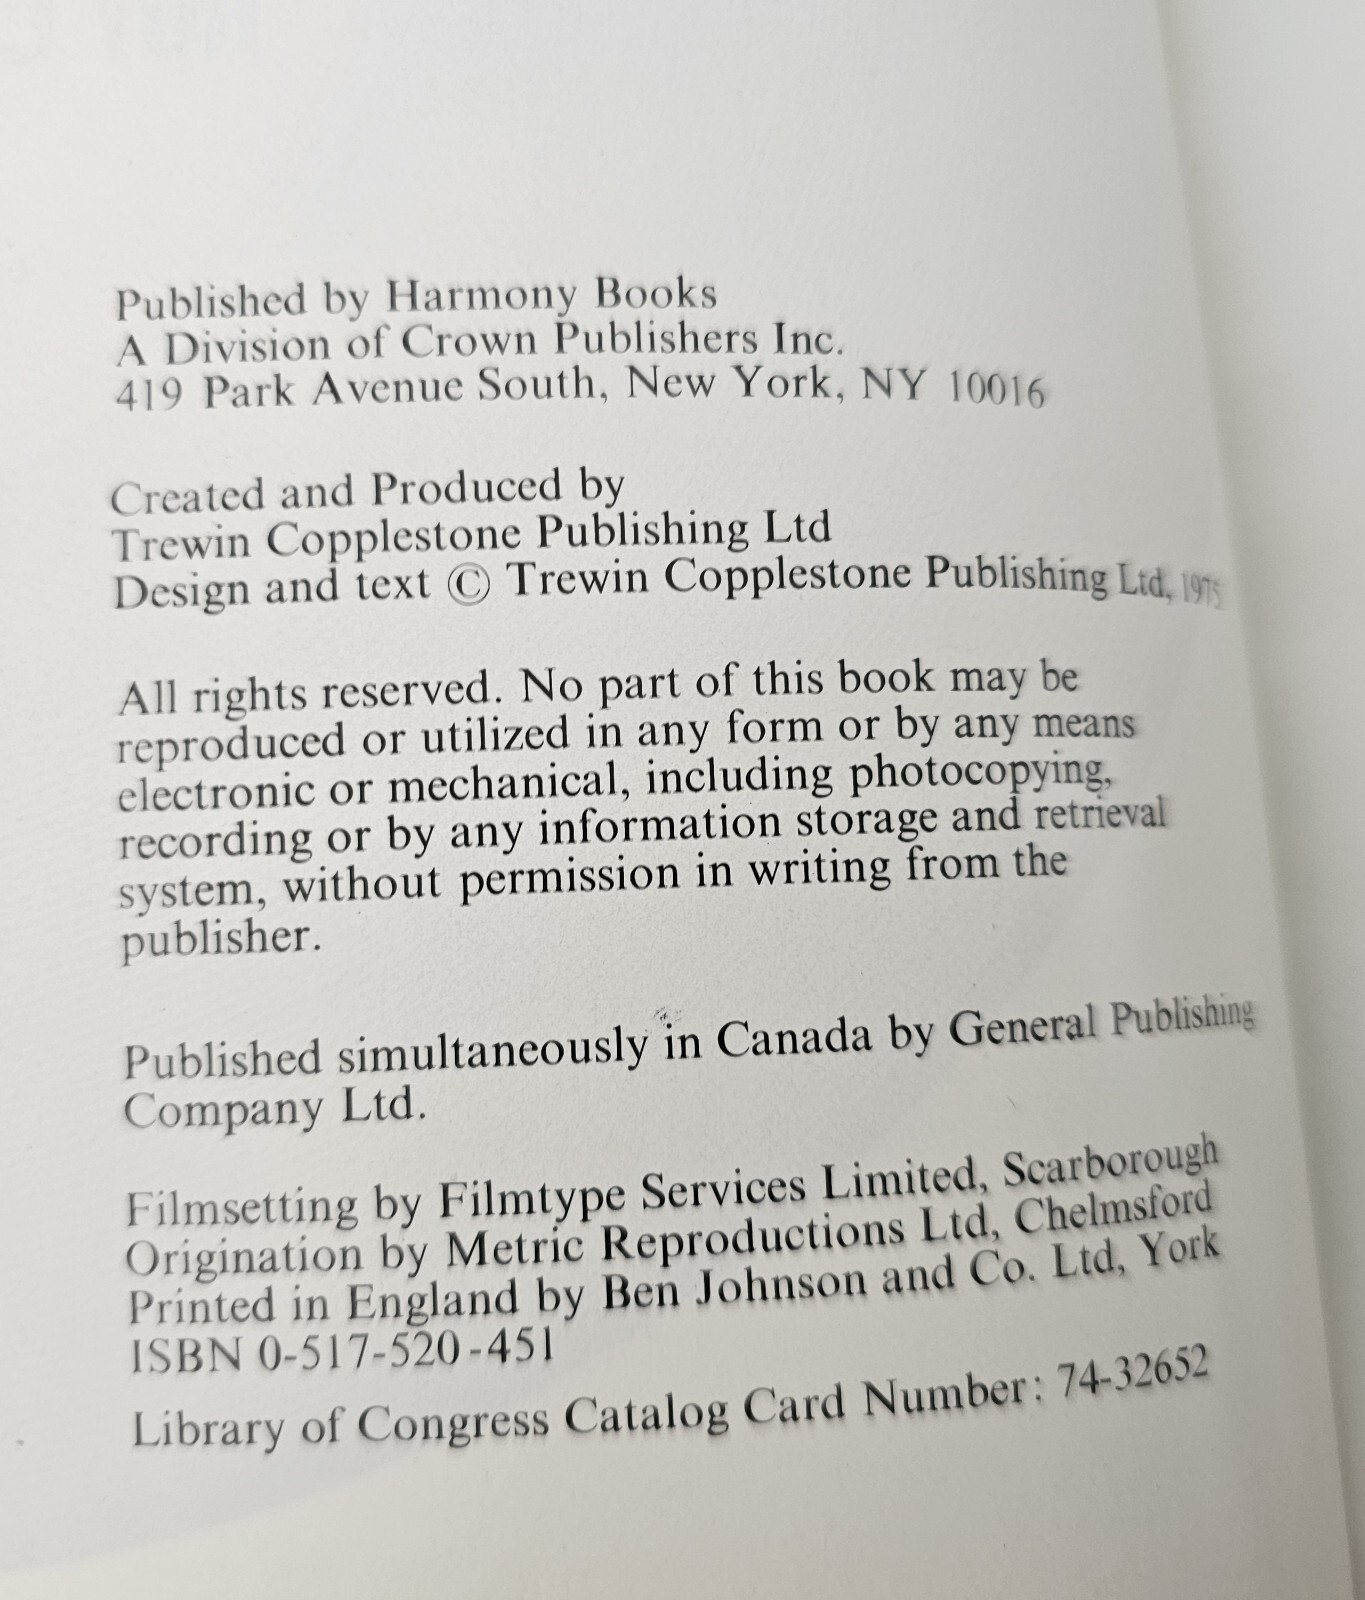 Published by Harmony Books
A Division of Crown Publishers Inc.
419 Park Avenue South, New York, NY 10016
Created and Produced by
Trewin Copplestone Publishing Ltd
Design and text © Trewin Copplestone Publishing Ltd, 1975
All rights reserved. No part of this book may be
reproduced or utilized in any form or by any means
electronic or mechanical, including photocopying,
recording or by any information storage and retrieval
system, without permission in writing from the
publisher.
Published simultaneously in Canada by General Publishing
Company Ltd.
Filmsetting by Filmtype Services Limited, Scarborough
Origination by Metric Reproductions Ltd, Chelmsford
Printed in England by Ben Johnson and Co. Ltd, York
ISBN 0-517-520-451
Library of Congress Catalog Card Number: 74-32652